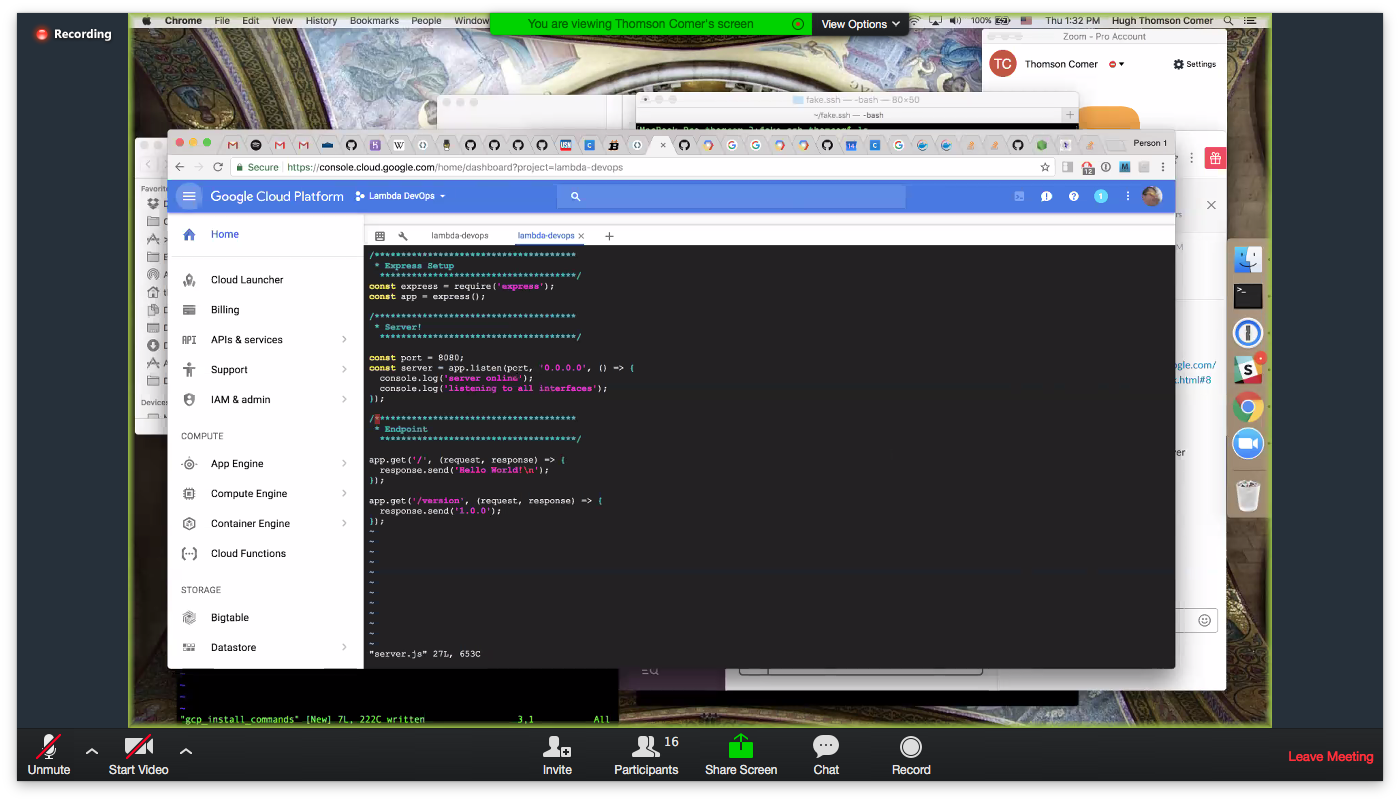 Recording
Chrome File Edit View History Bookmarks People Window
You are viewing Thomson Comer's screen
View Options
100% Thu 1:32 PM Hugh Thomson Comer
Zoom - Pro Account
TC Thomson Comer
Settings
fake.ssh — -bash — 80×50
~/fake.ssh — -bash
Person 1
Secure https://console.cloud.google.com/home/dashboard?project=lambda-devops
12
Google Cloud Platform
Lambda DevOps
Favorit
Devices
Home
Cloud Launcher
Billing
API APIs & services
Support
IAM & admin
COMPUTE
App Engine
Compute Engine
Container Engine
Cloud Functions
STORAGE
Bigtable
Datastore
lambda-devops
lambda-devops
/***************************************
* Express Setup
***************************************/
const express = require('express');
const app = express();
/***************************************
* Server!
***************************************/
const port = 8080;
const server = app.listen(port, '0.0.0.0', () => {
console.log('server online');
console.log('listening to all interfaces');
});
/***************************************
* Endpoint
***************************************/
app.get('/', (request, response) => {
response.send('Hello World!\n');
});
app.get('/version', (request, response) => {
response.send('1.0.0');
});
~
~
~
~
~
~
~
~
~
~
~
~
"server.js" 27L, 653C
ogle.com/
t.html#8
"gcp_install_commands" [New] 7L, 222C written 3,1 All
Unmute
Start Video
Invite
16
Participants
Share Screen
Chat
Record
Leave Meeting